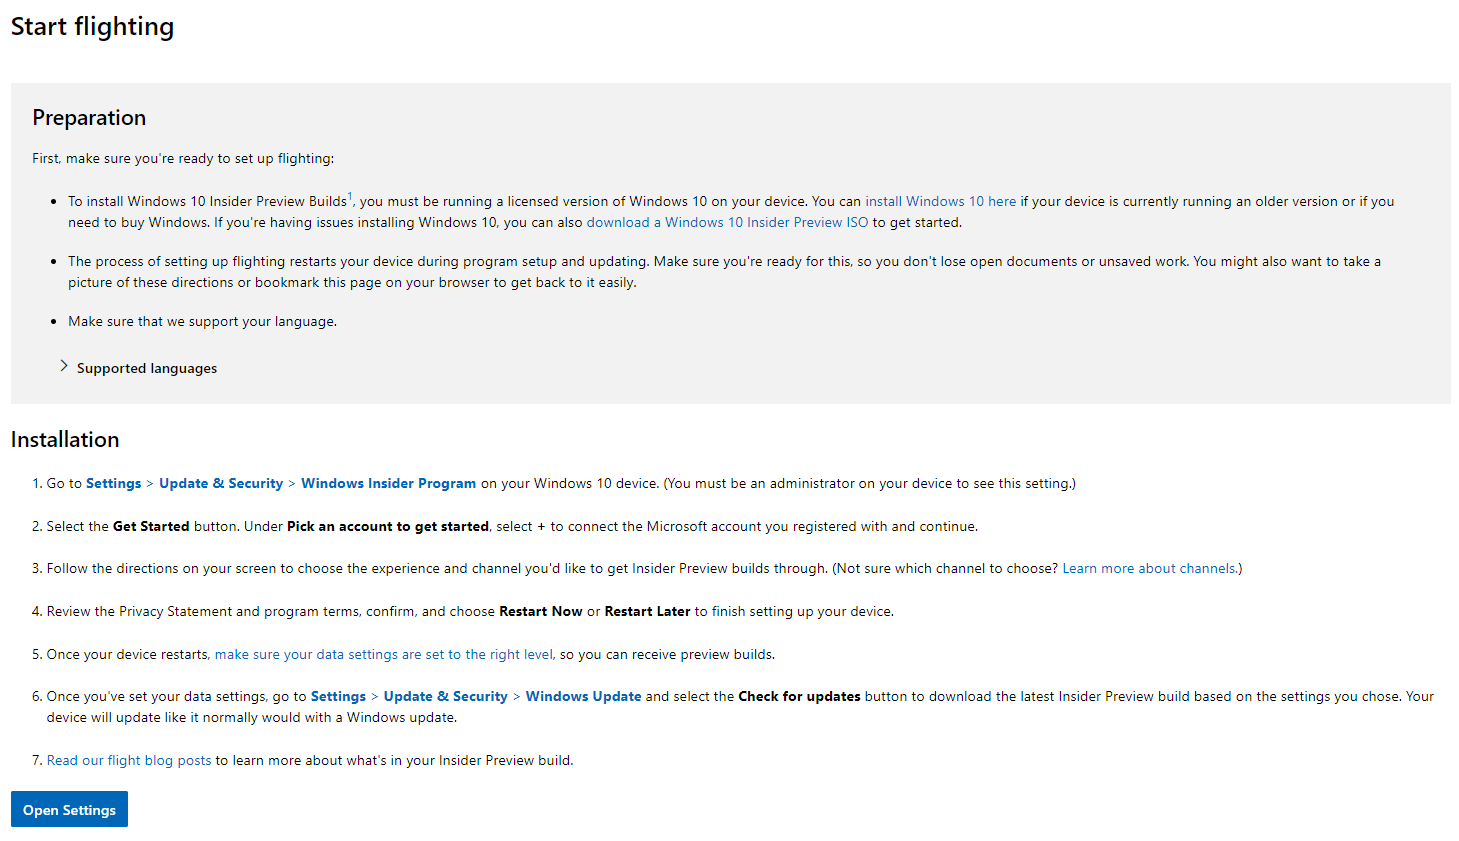 Start flighting
Preparation
First, make sure you're ready to set up flighting:
• To install Windows 10 Insider Preview Builds1, you must be running a licensed version of Windows 10 on your device. You can install Windows 10 here if your device is currently running an older version or if you
need to buy Windows. If you're having issues installing Windows 10, you can also download a Windows 10 Insider Preview ISO to get started.
• The process of setting up flighting restarts your device during program setup and updating. Make sure you're ready for this, so you don't lose open documents or unsaved work. You might also want to take a
picture of these directions or bookmark this page on your browser to get back to it easily.
• Make sure that we support your language.
Supported languages
Installation
1. Go to Settings > Update & Security > Windows Insider Program on your Windows 10 device. (You must be an administrator on your device to see this setting.)
2. Select the Get Started button. Under Pick an account to get started, select + to connect the Microsoft account you registered with and continue.
3. Follow the directions on your screen to choose the experience and channel you'd like to get Insider Preview builds through. (Not sure which channel to choose? Learn more about channels.)
4. Review the Privacy Statement and program terms, confirm, and choose Restart Now or Restart Later to finish setting up your device.
5. Once your device restarts, make sure your data settings are set to the right level, so you can receive preview builds.
6. Once you've set your data settings, go to Settings > Update & Security > Windows Update and select the Check for updates button to download the latest Insider Preview build based on the settings you chose. Your
device will update like it normally would with a Windows update.
7. Read our flight blog posts to learn more about what's in your Insider Preview build.
Open Settings